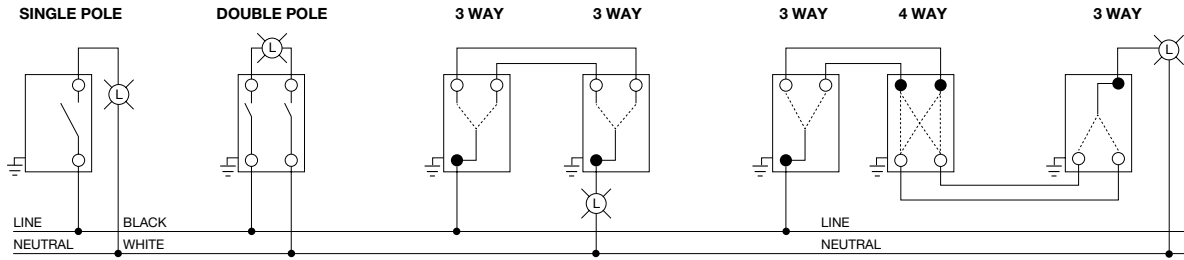 SINGLE POLE
DOUBLE POLE
3 WAY
3 WAY
3 WAY
4 WAY
3 WAY
L
L
L
L
LINE
BLACK
LINE
NEUTRAL
WHITE
NEUTRAL